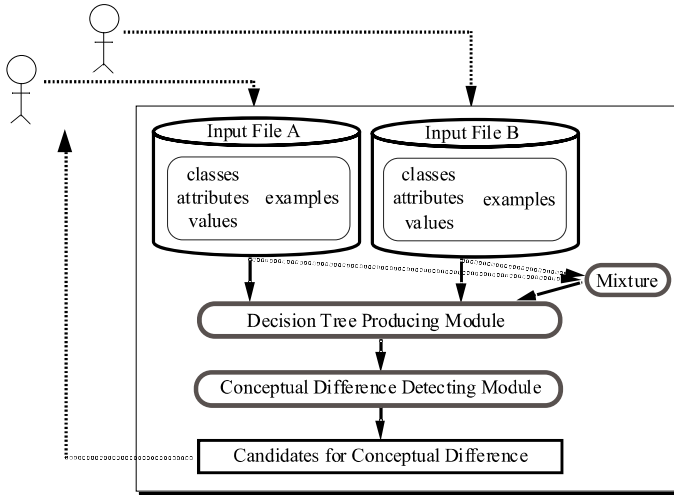 Input File A
classes
attributes examples
values
Input File B
classes
attributes examples
values
Mixture
Decision Tree Producing Module
Conceptual Difference Detecting Module
Candidates for Conceptual Difference